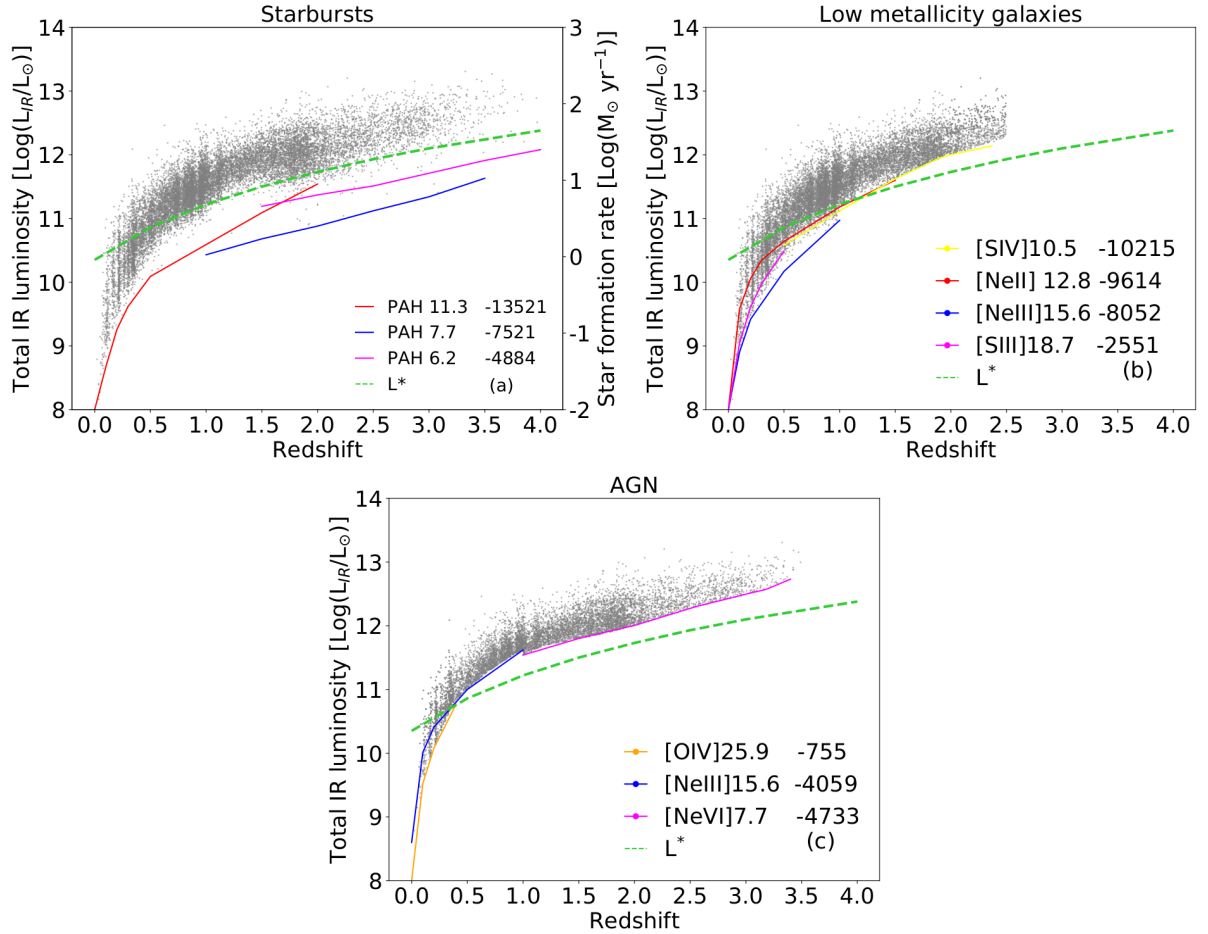 Starbursts
Total IR luminosity [Log(L_IR/L_⊙)]
14
13
12
11
10
9
8
3
2
1
0
-1
-2
Star formation rate [Log(M_⊙ yr⁻¹)]
PAH 11.3 -13521
PAH 7.7 -7521
PAH 6.2 -4884
L* (a)
0.0 0.5 1.0 1.5 2.0 2.5 3.0 3.5 4.0
Redshift
Low metallicity galaxies
Total IR luminosity [Log(L_IR/L_⊙)]
14
13
12
11
10
9
8
[SIV]10.5 -10215
[NeII] 12.8 -9614
[NeIII]15.6 -8052
[SIII]18.7 -2551
L* (b)
0.0 0.5 1.0 1.5 2.0 2.5 3.0 3.5 4.0
Redshift
AGN
Total IR luminosity [Log(L_IR/L_⊙)]
14
13
12
11
10
9
8
[OIV]25.9 -755
[NeIII]15.6 -4059
[NeVI]7.7 -4733
L* (c)
0.0 0.5 1.0 1.5 2.0 2.5 3.0 3.5 4.0
Redshift